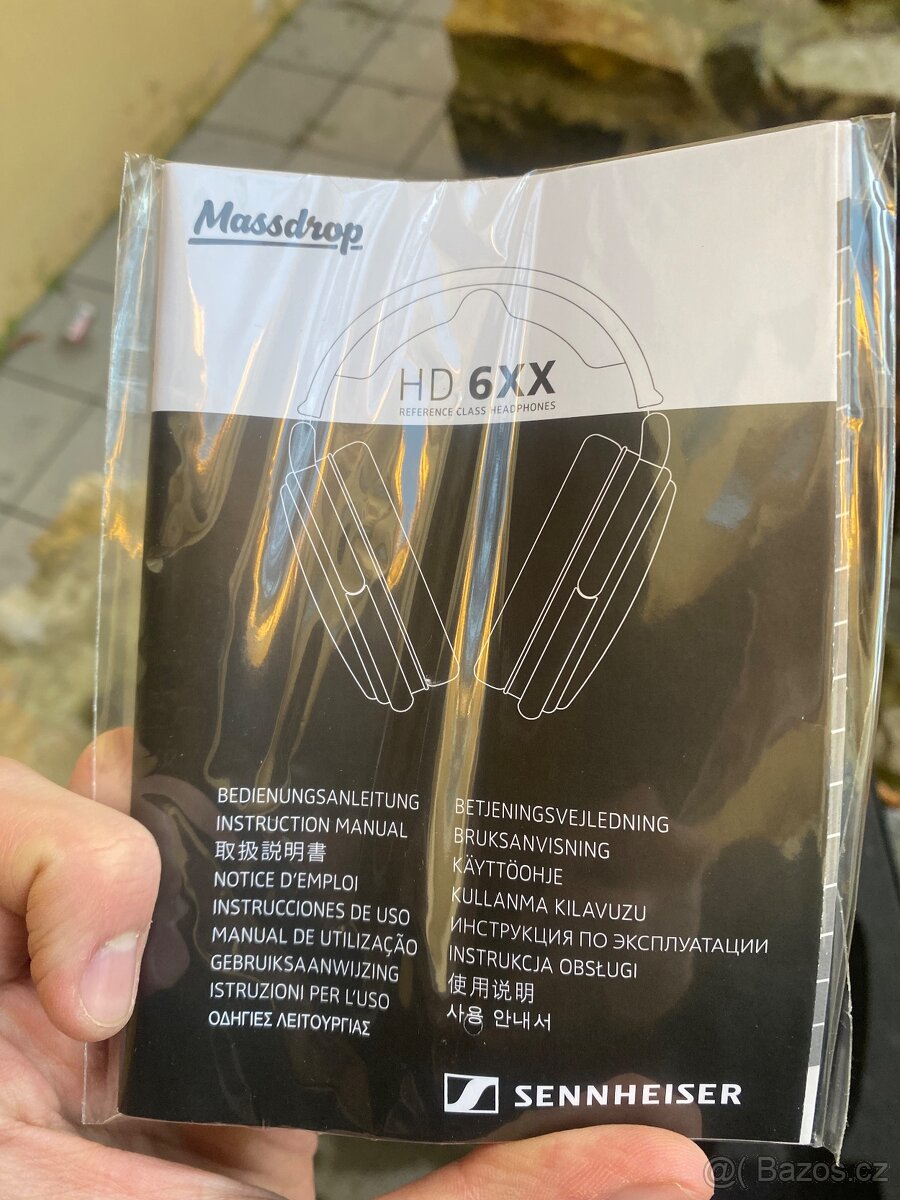 Massdrop
HD 6XX
REFERENCE CLASS HEADPHONES
BEDIENUNGSANLEITUNG
INSTRUCTION MANUAL
取扱説明書
NOTICE D'EMPLOI
INSTRUCCIONES DE USO
MANUAL DE UTILIZAÇÃO
GEBRUIKSAANWIJZING
ISTRUZIONI PER L'USO
ΟΔΗΓΙΕΣ ΛΕΙΤΟΥΡΓΙΑΣ
BETJENINGSVEJLEDNING
BRUKSANVISNING
KÄYTTÖOHJE
KULLANMA KILAVUZU
ИНСТРУКЦИЯ ПО ЭКСПЛУАТАЦИИ
INSTRUKCJA OBSŁUGI
使用说明
사용 안내서
SENNHEISER
@( Bazos.cz